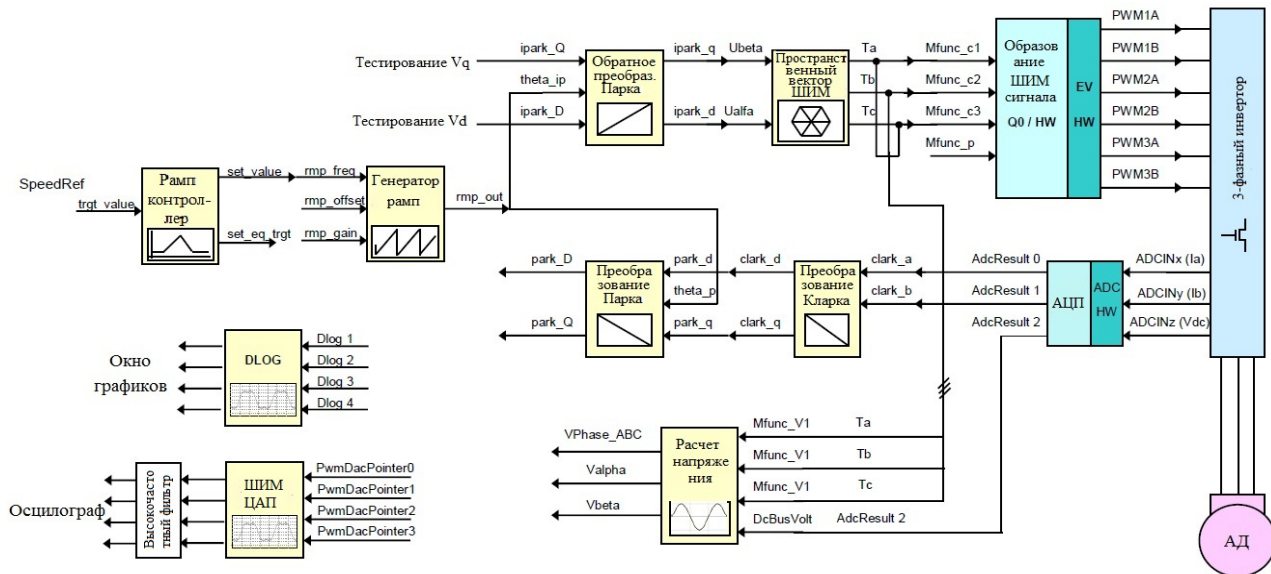 Тестирование Vq
ipark_Q
theta_ip
Тестирование Vd
ipark_D
Обратное
преобраз.
Парка
ipark_q
Ubeta
ipark_d
Ualfa
Пространст
венный
вектор
ШИМ
Ta
Tb
Tc
Mfunc_c1
Mfunc_c2
Mfunc_c3
Mfunc_p
Образов
ание
ШИМ
сигнала
Q0 / HW
EV
HW
PWM1A
PWM1B
PWM2A
PWM2B
PWM3A
PWM3B
3-фазный инвертор
SpeedRef
trgt_value
Рамп
контрол-
лер
set_value
set_eq_trgt
rmp_freq
rmp_offset
rmp_gain
Генератор
рамп
rmp_out
park_D
park_Q
Преобра
зование
Парка
park_d
theta_p
park_q
clark_d
clark_q
Преобра
зование
Кларка
clark_a
clark_b
AdcResult 0
AdcResult 1
AdcResult 2
АЦП
ADC
HW
ADCINx (Ia)
ADCINy (Ib)
ADCINz (Vdc)
Окно
графиков
DLOG
Dlog 1
Dlog 2
Dlog 3
Dlog 4
VPhase_ABC
Valpha
Vbeta
Расчет
напряже
ния
Mfunc_V1
Ta
Mfunc_V1
Tb
Mfunc_V1
Tc
DcBusVolt
AdcResult 2
Осцилограф
Высокочасто
тный фильтр
ШИМ
ЦАП
PwmDacPointer0
PwmDacPointer1
PwmDacPointer2
PwmDacPointer3
АД